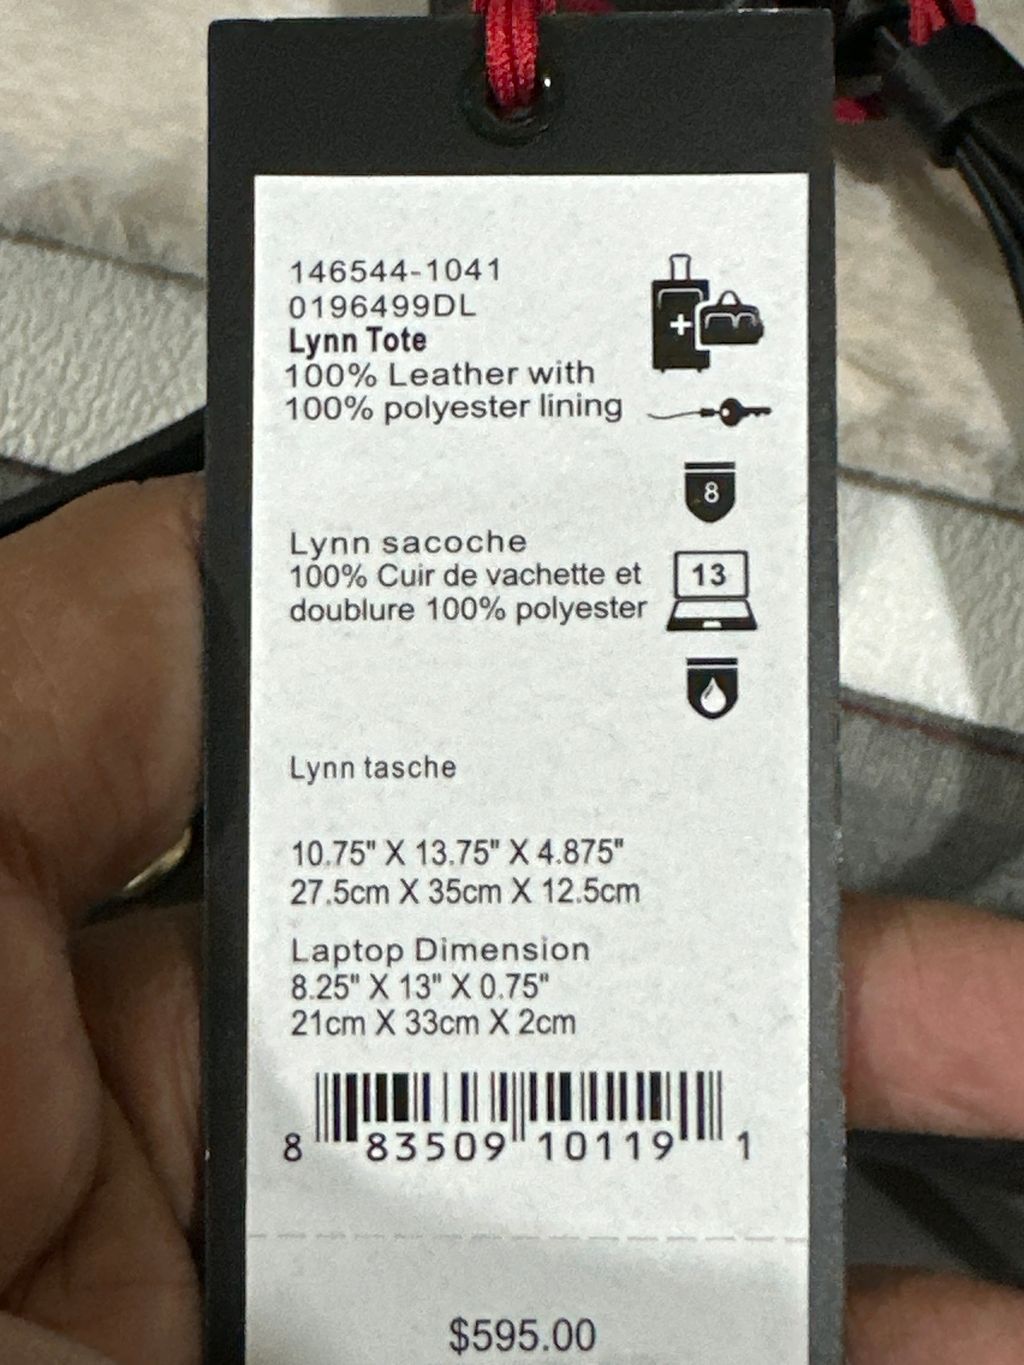 146544-1041
0196499DL
Lynn Tote
100% Leather with
100% polyester lining
8
Lynn sacoche
100% Cuir de vachette et
doublure 100% polyester
13
Lynn tasche
10.75" X 13.75" X 4.875"
27.5cm X 35cm X 12.5cm
Laptop Dimension
8.25" X 13" X 0.75"
21cm X 33cm X 2cm
8 83509 10119 1
$595.00